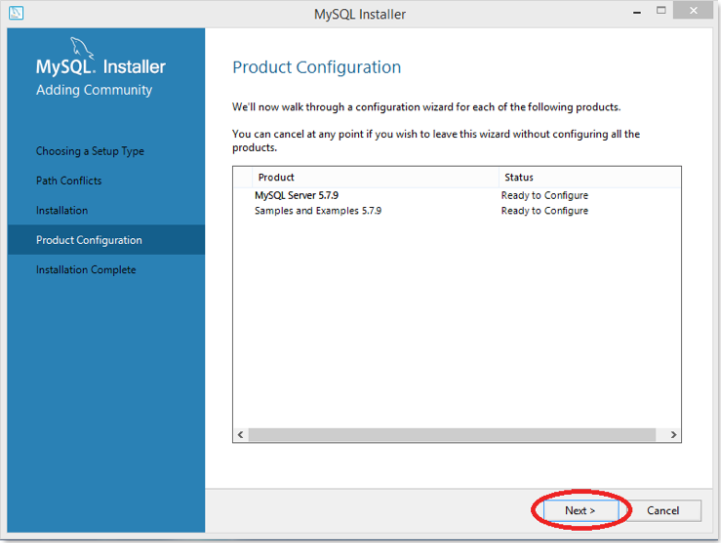 MySQL Installer
MySQL. Installer
Adding Community
Choosing a Setup Type
Path Conflicts
Installation
Product Configuration
Installation Complete
Product Configuration
We'll now walk through a configuration wizard for each of the following products.
You can cancel at any point if you wish to leave this wizard without configuring all the
products.
Product Status
MySQL Server 5.7.9 Ready to Configure
Samples and Examples 5.7.9 Ready to Configure
Next > Cancel